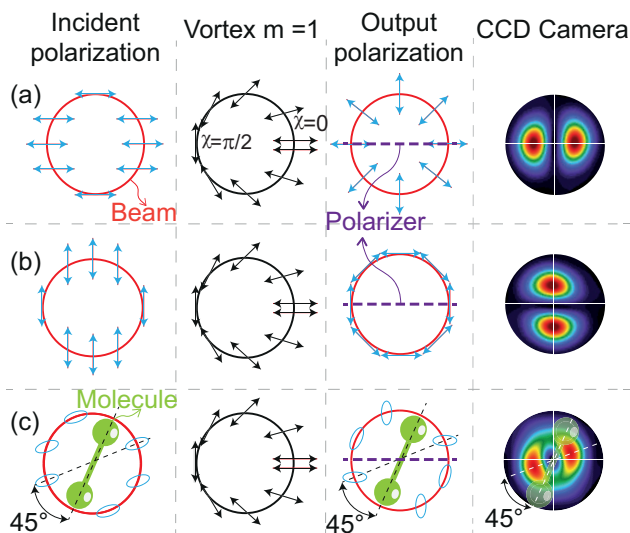 Incident polarization
Vortex m =1
Output polarization
CCD Camera
(a)
χ=π/2
χ=0
Beam
Polarizer
(b)
(c)
Molecule
45°
45°
45°